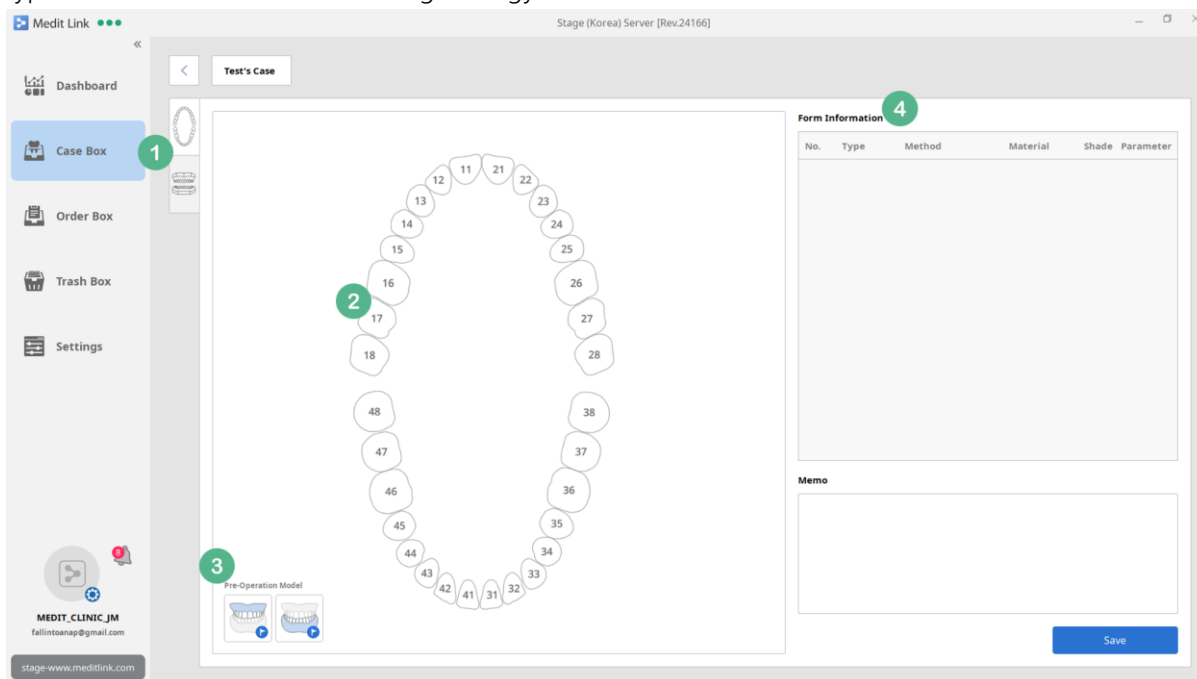 Medit Link
Stage (Korea) Server [Rev.24166]
Dashboard
Case Box
Order Box
Trash Box
Settings
8
MEDIT_CLINIC_JM
fallintoanap@gmail.com
stage-www.meditlink.com
Test's Case
1
2
3
4
11 21
12 22
13 23
14 24
15 25
16 26
17 27
18 28
48 38
47 37
46 36
45 35
44 34
43 33
42 41 31 32
Pre-Operation Model
Form Information
No. Type Method Material Shade Parameter
Memo
Save